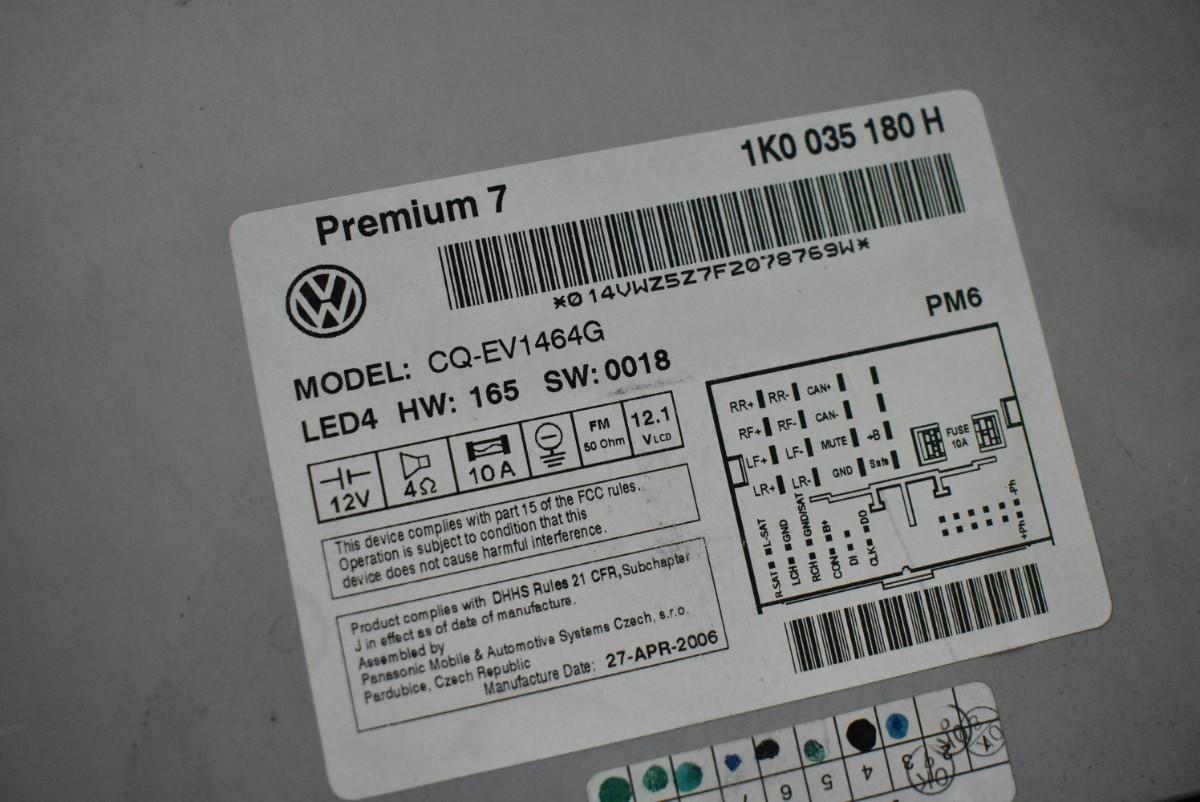 Premium 7
1K0 035 180 H
*014VWZ5Z7F2078769W*
MODEL: CQ-EV1464G
LED4 HW: 165 SW: 0018
PM6
12V
4Ω
10A
FM
50 Ohm
12.1
VLCD
This device complies with part 15 of the FCC rules.
Operation is subject to condition that this
device does not cause harmful interference.
Product complies with DHHS Rules 21 CFR, Subchapter
J in effect as of date of manufacture.
Assembled by
Panasonic Mobile & Automotive Systems Czech, s.r.o.
Pardubice, Czech Republic
Manufacture Date: 27-APR-2006
RR+ RR- CAN+
RF+ RF- CAN-
LF+ LF- MUTE +B
LR+ LR- GND Safe
FUSE
10A
R.SAT L-SAT
LCH GND
RCH GND/SAT
CON B+
DI
CLK DO
+Ph -Ph
7 6 5 4 3 2 1
OK